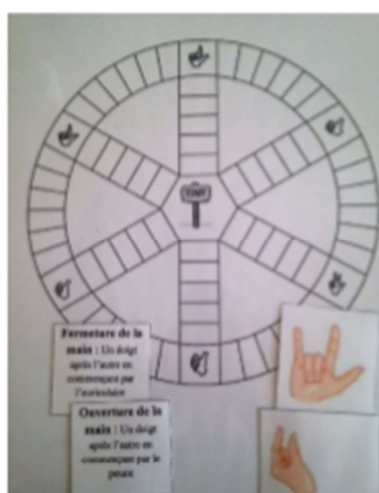 START
Fermeture de la
main : Un doigt
après l'autre en
commençant par
l'auriculaire
Ouverture de la
main : Un doigt
après l'autre en
commençant par le
pouce